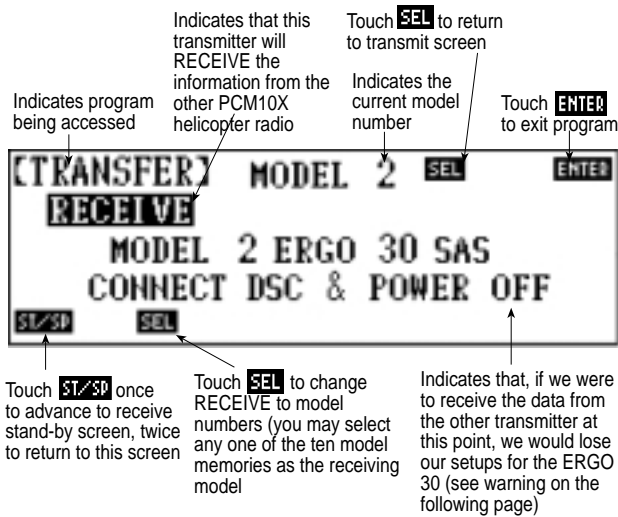 Indicates that this
transmitter will
RECEIVE the
information from the
other PCM10X
helicopter radio
Touch SEL to return
to transmit screen
Indicates program
being accessed
Indicates the
current model
number
Touch ENTER
to exit program
[TRANSFER] MODEL 2 SEL ENTER
RECEIVE
MODEL 2 ERGO 30 SAS
CONNECT DSC & POWER OFF
ST/SP SEL
Touch ST/SP once
to advance to receive
stand-by screen, twice
to return to this screen
Touch SEL to change
RECEIVE to model
numbers (you may select
any one of the ten model
memories as the receiving
model
Indicates that, if we were
to receive the data from
the other transmitter at
this point, we would lose
our setups for the ERGO
30 (see warning on the
following page)